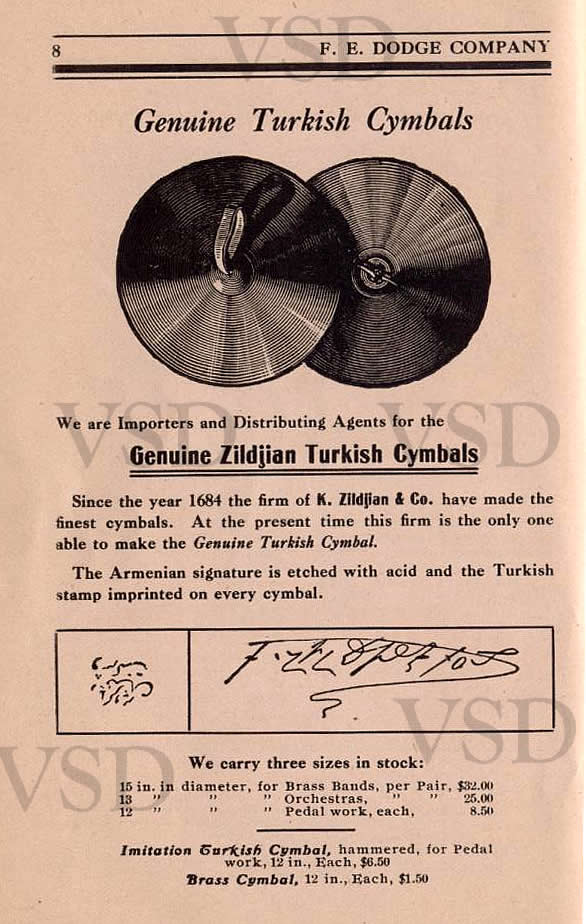 8 F. E. DODGE COMPANY
Genuine Turkish Cymbals
We are Importers and Distributing Agents for the
Genuine Zildjian Turkish Cymbals
Since the year 1684 the firm of K. Zildjian & Co. have made the
finest cymbals. At the present time this firm is the only one
able to make the Genuine Turkish Cymbal.
The Armenian signature is etched with acid and the Turkish
stamp imprinted on every cymbal.
We carry three sizes in stock:
15 in. in diameter, for Brass Bands, per Pair, $32.00
13 " " " Orchestras, " " 25.00
12 " " " Pedal work, each, 8.50
Imitation Turkish Cymbal, hammered, for Pedal
work, 12 in., Each, $6.50
Brass Cymbal, 12 in., Each, $1.50
VSD
VSD
VSD
VSD
VSD